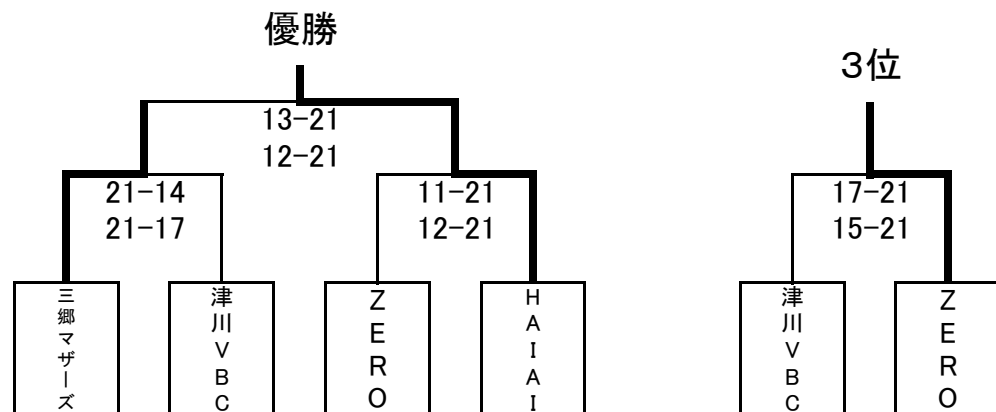 優勝
3位
13-21
12-21
21-14
21-17
11-21
12-21
17-21
15-21
三郷マザーズ
津川VBC
ZERO
HAIAI
津川VBC
ZERO